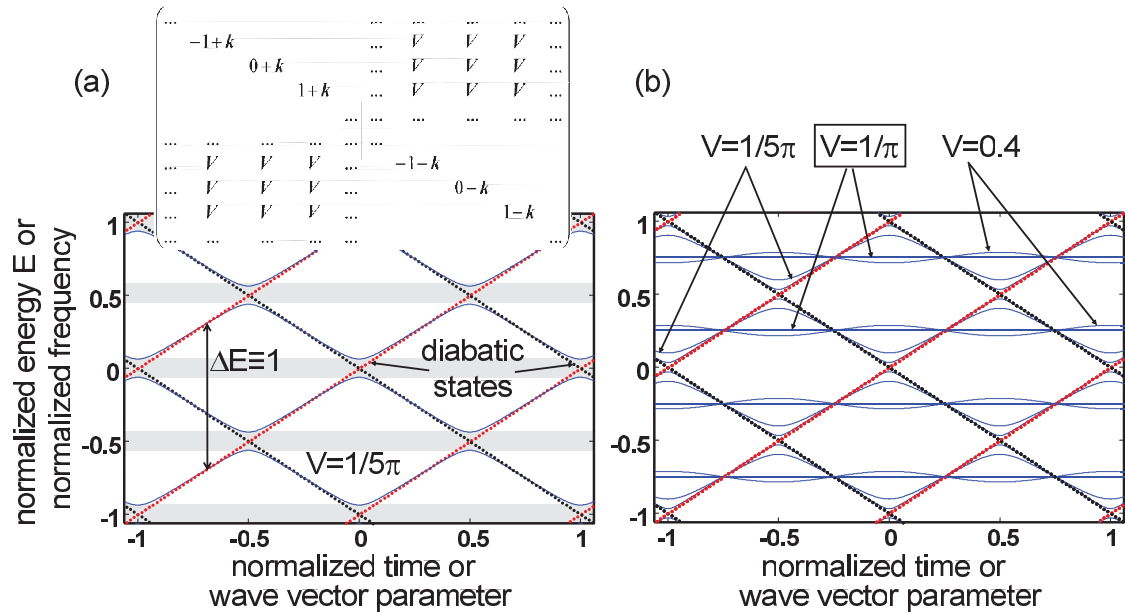 (a)
... ... ... ... ...
-1+k ... V V V ...
0+k ... V V V ...
1+k ... V V V ...
... ... ... ... ... ...
... ... ... ... ... ...
... V V V ... -1-k
... V V V ... 0-k
... V V V ... 1-k
... ... ... ... ... ...
normalized energy E or
normalized frequency
1
0.5
0
-0.5
-1
ΔE≡1
diabatic
states
V=1/5π
-1 -0.5 0 0.5 1
normalized time or
wave vector parameter
(b)
V=1/5π V=1/π V=0.4
1
0.5
0
-0.5
-1
-1 -0.5 0 0.5 1
normalized time or
wave vector parameter